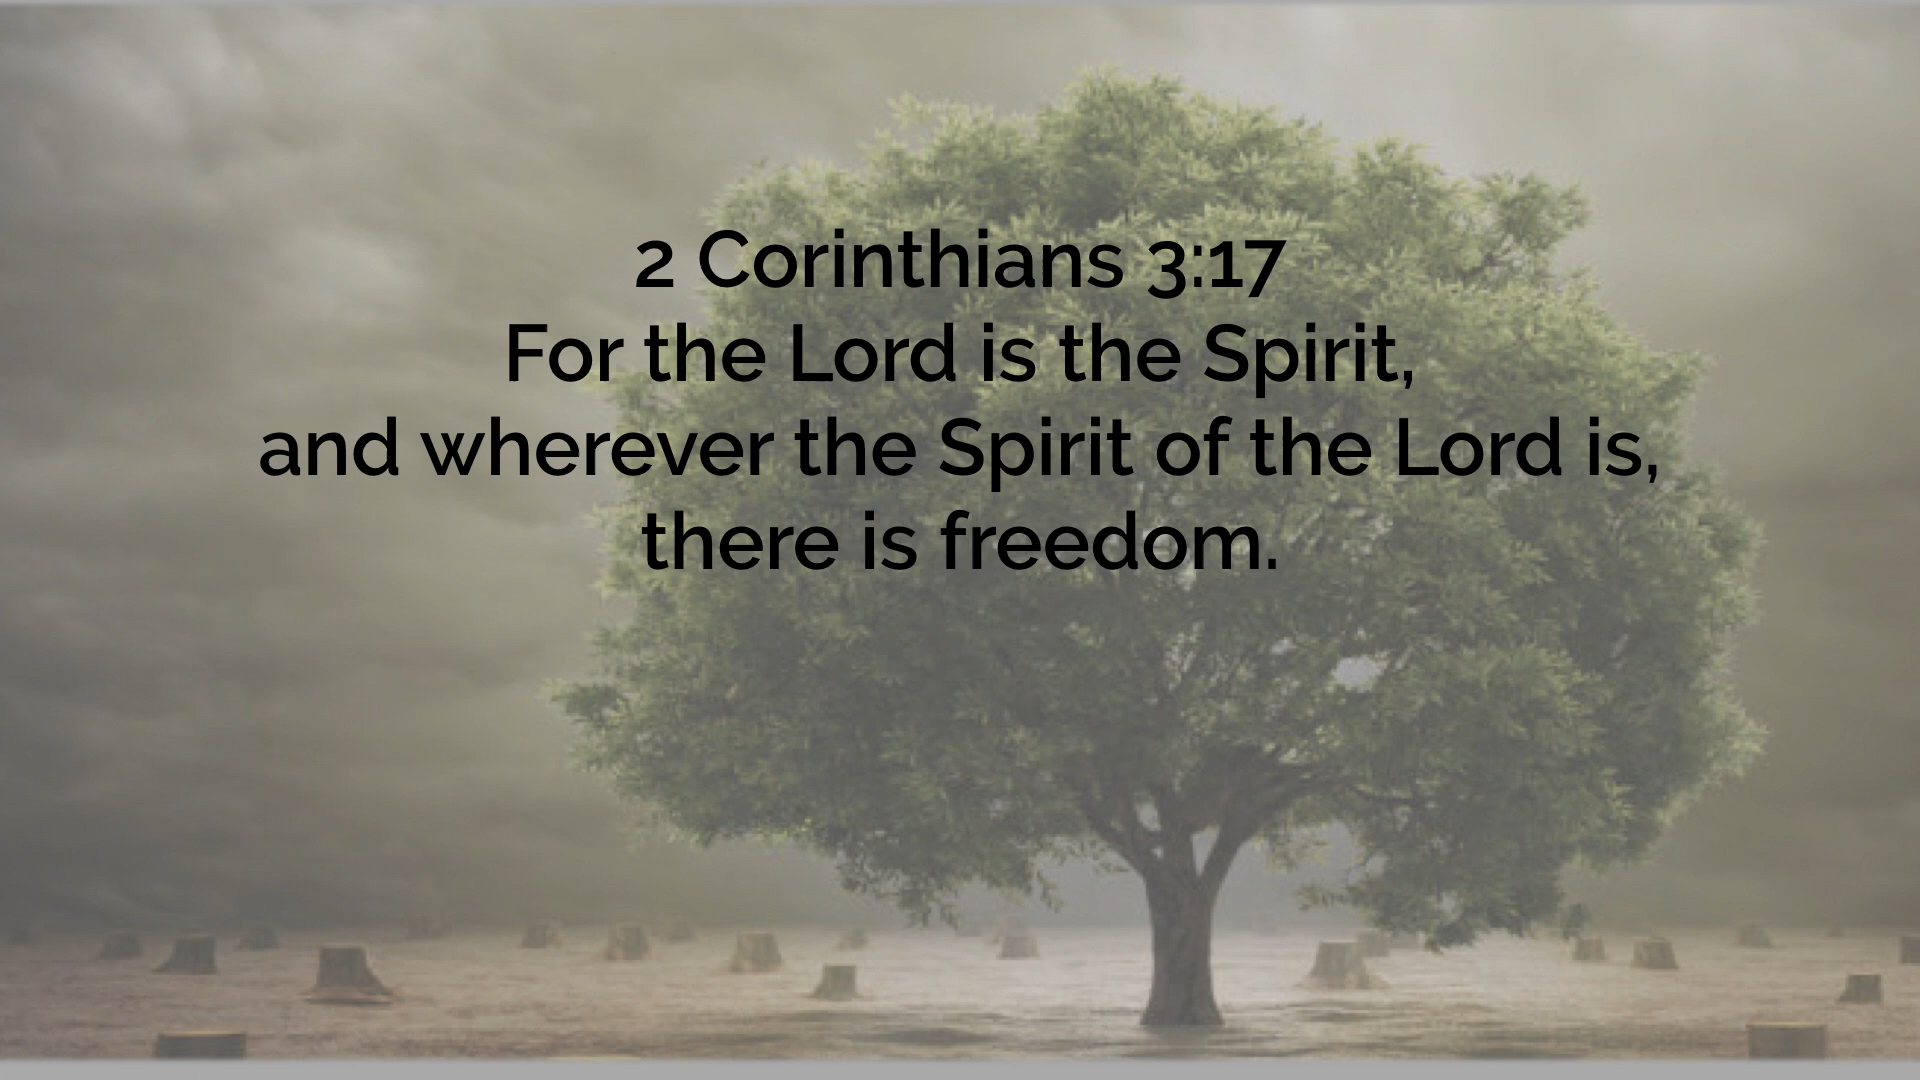 2 Corinthians 3:17
For the Lord is the Spirit,
and wherever the Spirit of the Lord is,
there is freedom.